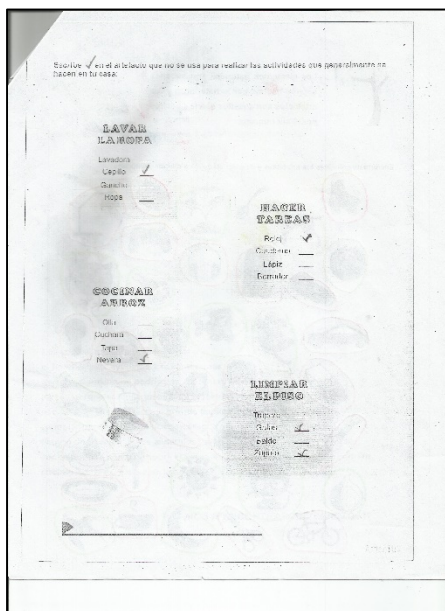 Escribe ✓ en el artefacto que no se usa para realizar las actividades que generalmente se
hacen en tu casa:
LAVAR
LA ROPA
Lavadora
Cepillo ✓
Gancho
Ropa
HACER
TAREAS
Reloj ✓
Cuaderno
Lápiz
Borrador
COCINAR
ARROZ
Olla
Cuchara
Tapa
Nevera ✓
LIMPIAR
EL PISO
✓
Balde
✓